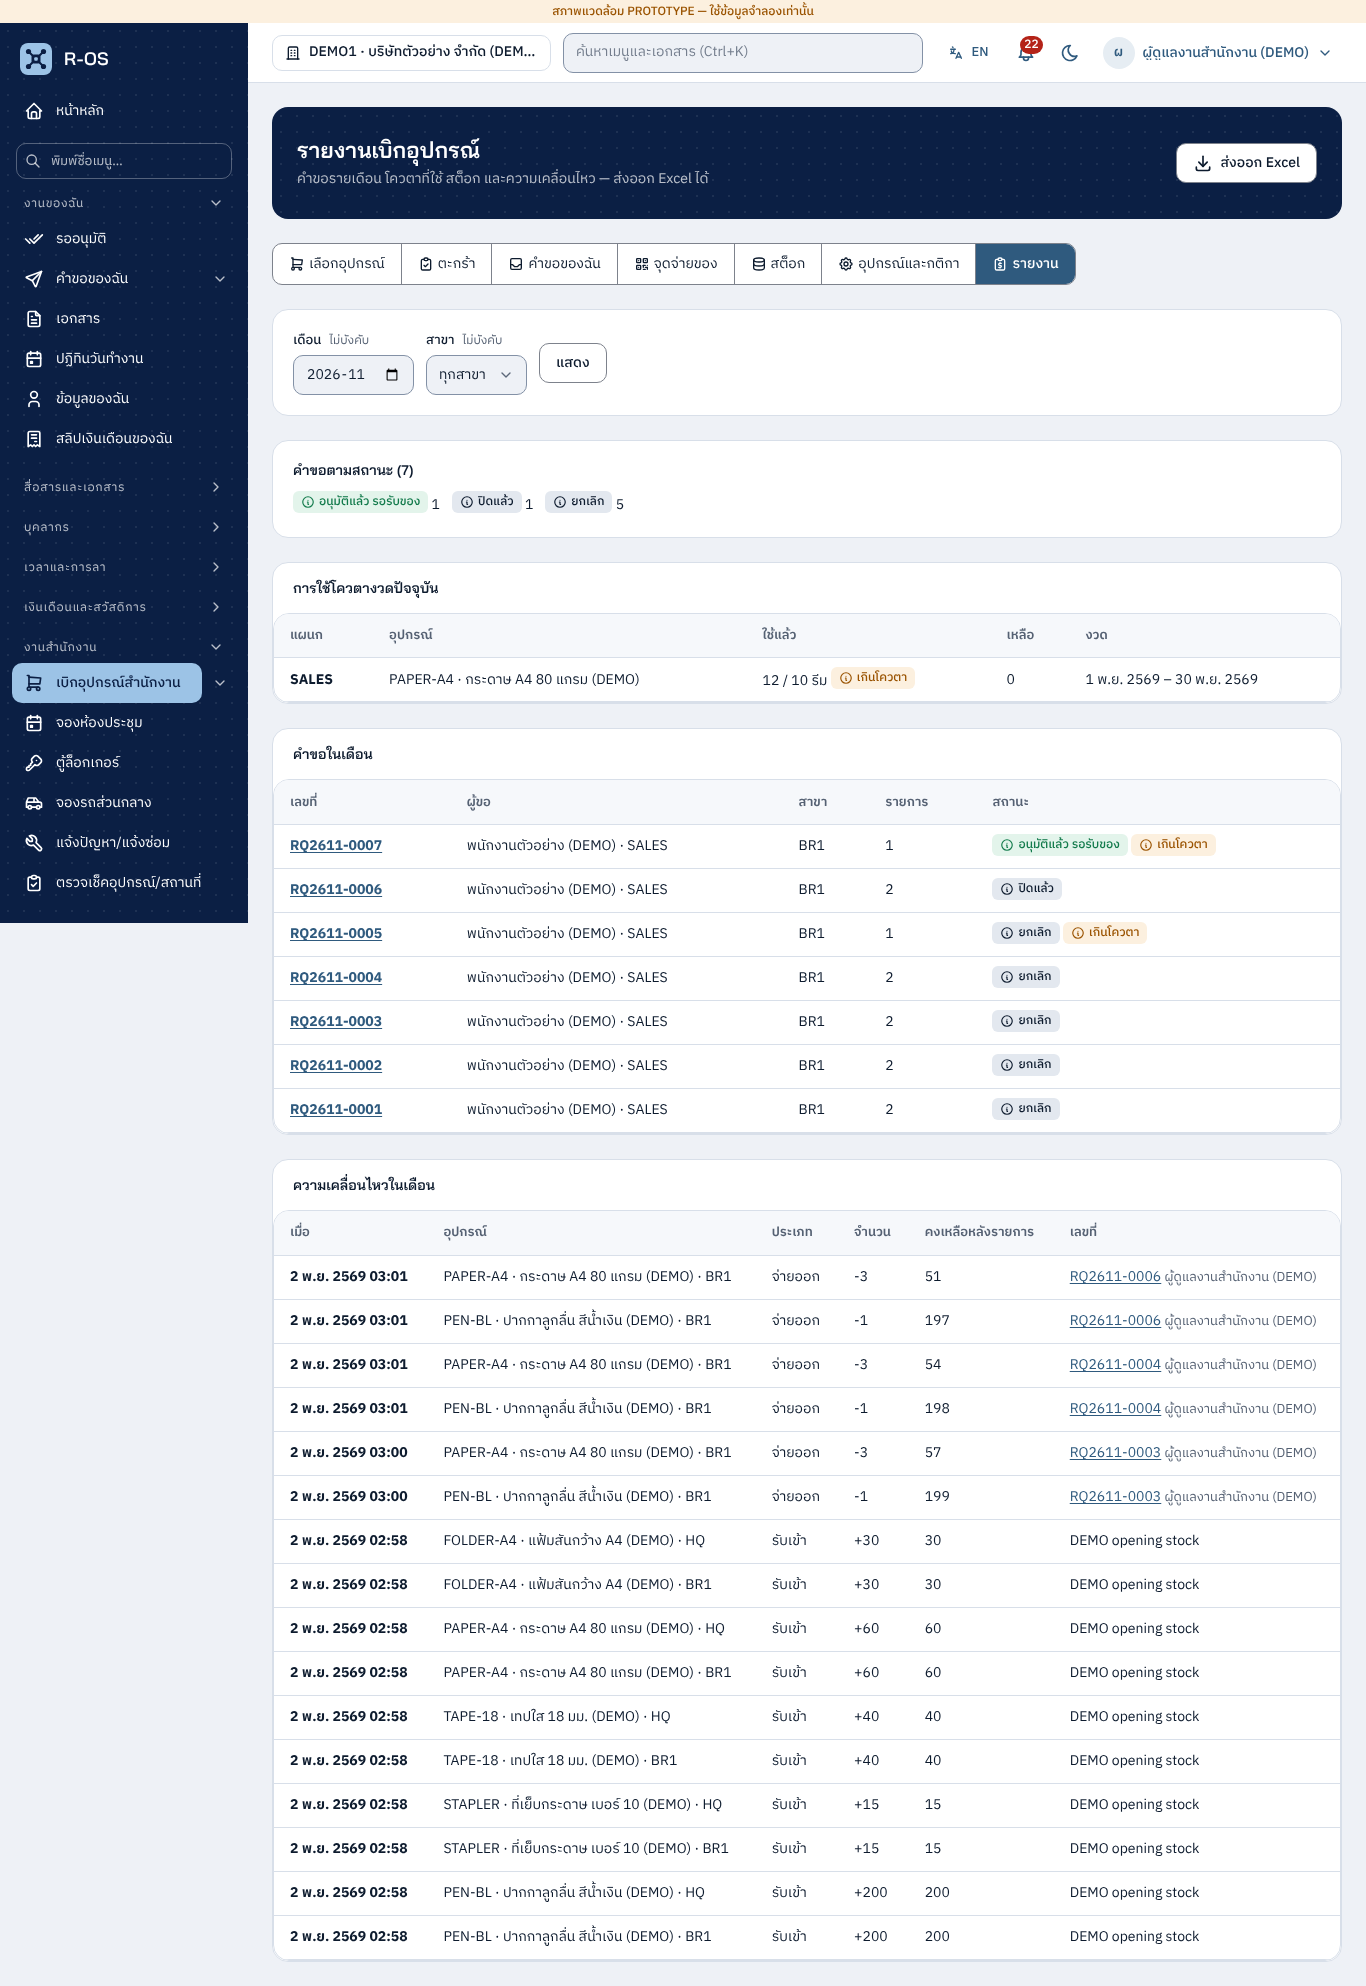 สภาพแวดล้อม PROTOTYPE — ใช้ข้อมูลจำลองเท่านั้น
R-OS
DEMO1 · บริษัทตัวอย่าง จำกัด (DEM...
ค้นหาเมนูและเอกสาร (Ctrl+K)
EN
22
ผ
ผู้ดูแลงานสำนักงาน (DEMO)
หน้าหลัก
พิมพ์ชื่อเมนู...
งานของฉัน
รออนุมัติ
คำขอของฉัน
เอกสาร
ปฏิทินวันทำงาน
ข้อมูลของฉัน
สลิปเงินเดือนของฉัน
สื่อสารและเอกสาร
บุคลากร
เวลาและการลา
เงินเดือนและสวัสดิการ
งานสำนักงาน
เบิกอุปกรณ์สำนักงาน
จองห้องประชุม
ตู้ล็อกเกอร์
จองรถส่วนกลาง
แจ้งปัญหา/แจ้งซ่อม
ตรวจเช็คอุปกรณ์/สถานที่
รายงานเบิกอุปกรณ์
คำขอรายเดือน โควตาที่ใช้ สต็อก และความเคลื่อนไหว — ส่งออก Excel ได้
ส่งออก Excel
เลือกอุปกรณ์ ตะกร้า คำขอของฉัน จุดจ่ายของ สต็อก อุปกรณ์และกติกา รายงาน
เดือน ไม่บังคับ สาขา ไม่บังคับ
2026-11 ทุกสาขา แสดง
คำขอตามสถานะ (7)
อนุมัติแล้ว รอรับของ 1 ปิดแล้ว 1 ยกเลิก 5
การใช้โควตางวดปัจจุบัน
แผนก อุปกรณ์ ใช้แล้ว เหลือ งวด
SALES PAPER-A4 · กระดาษ A4 80 แกรม (DEMO) 12 / 10 รีม เกินโควตา 0 1 พ.ย. 2569 – 30 พ.ย. 2569
คำขอในเดือน
เลขที่ ผู้ขอ สาขา รายการ สถานะ
RQ2611-0007 พนักงานตัวอย่าง (DEMO) · SALES BR1 1 อนุมัติแล้ว รอรับของ เกินโควตา
RQ2611-0006 พนักงานตัวอย่าง (DEMO) · SALES BR1 2 ปิดแล้ว
RQ2611-0005 พนักงานตัวอย่าง (DEMO) · SALES BR1 1 ยกเลิก เกินโควตา
RQ2611-0004 พนักงานตัวอย่าง (DEMO) · SALES BR1 2 ยกเลิก
RQ2611-0003 พนักงานตัวอย่าง (DEMO) · SALES BR1 2 ยกเลิก
RQ2611-0002 พนักงานตัวอย่าง (DEMO) · SALES BR1 2 ยกเลิก
RQ2611-0001 พนักงานตัวอย่าง (DEMO) · SALES BR1 2 ยกเลิก
ความเคลื่อนไหวในเดือน
เมื่อ อุปกรณ์ ประเภท จำนวน คงเหลือหลังรายการ เลขที่
2 พ.ย. 2569 03:01 PAPER-A4 · กระดาษ A4 80 แกรม (DEMO) · BR1 จ่ายออก -3 51 RQ2611-0006 ผู้ดูแลงานสำนักงาน (DEMO)
2 พ.ย. 2569 03:01 PEN-BL · ปากกาลูกลื่น สีน้ำเงิน (DEMO) · BR1 จ่ายออก -1 197 RQ2611-0006 ผู้ดูแลงานสำนักงาน (DEMO)
2 พ.ย. 2569 03:01 PAPER-A4 · กระดาษ A4 80 แกรม (DEMO) · BR1 จ่ายออก -3 54 RQ2611-0004 ผู้ดูแลงานสำนักงาน (DEMO)
2 พ.ย. 2569 03:01 PEN-BL · ปากกาลูกลื่น สีน้ำเงิน (DEMO) · BR1 จ่ายออก -1 198 RQ2611-0004 ผู้ดูแลงานสำนักงาน (DEMO)
2 พ.ย. 2569 03:00 PAPER-A4 · กระดาษ A4 80 แกรม (DEMO) · BR1 จ่ายออก -3 57 RQ2611-0003 ผู้ดูแลงานสำนักงาน (DEMO)
2 พ.ย. 2569 03:00 PEN-BL · ปากกาลูกลื่น สีน้ำเงิน (DEMO) · BR1 จ่ายออก -1 199 RQ2611-0003 ผู้ดูแลงานสำนักงาน (DEMO)
2 พ.ย. 2569 02:58 FOLDER-A4 · แฟ้มสันกว้าง A4 (DEMO) · HQ รับเข้า +30 30 DEMO opening stock
2 พ.ย. 2569 02:58 FOLDER-A4 · แฟ้มสันกว้าง A4 (DEMO) · BR1 รับเข้า +30 30 DEMO opening stock
2 พ.ย. 2569 02:58 PAPER-A4 · กระดาษ A4 80 แกรม (DEMO) · HQ รับเข้า +60 60 DEMO opening stock
2 พ.ย. 2569 02:58 PAPER-A4 · กระดาษ A4 80 แกรม (DEMO) · BR1 รับเข้า +60 60 DEMO opening stock
2 พ.ย. 2569 02:58 TAPE-18 · เทปใส 18 มม. (DEMO) · HQ รับเข้า +40 40 DEMO opening stock
2 พ.ย. 2569 02:58 TAPE-18 · เทปใส 18 มม. (DEMO) · BR1 รับเข้า +40 40 DEMO opening stock
2 พ.ย. 2569 02:58 STAPLER · ที่เย็บกระดาษ เบอร์ 10 (DEMO) · HQ รับเข้า +15 15 DEMO opening stock
2 พ.ย. 2569 02:58 STAPLER · ที่เย็บกระดาษ เบอร์ 10 (DEMO) · BR1 รับเข้า +15 15 DEMO opening stock
2 พ.ย. 2569 02:58 PEN-BL · ปากกาลูกลื่น สีน้ำเงิน (DEMO) · HQ รับเข้า +200 200 DEMO opening stock
2 พ.ย. 2569 02:58 PEN-BL · ปากกาลูกลื่น สีน้ำเงิน (DEMO) · BR1 รับเข้า +200 200 DEMO opening stock